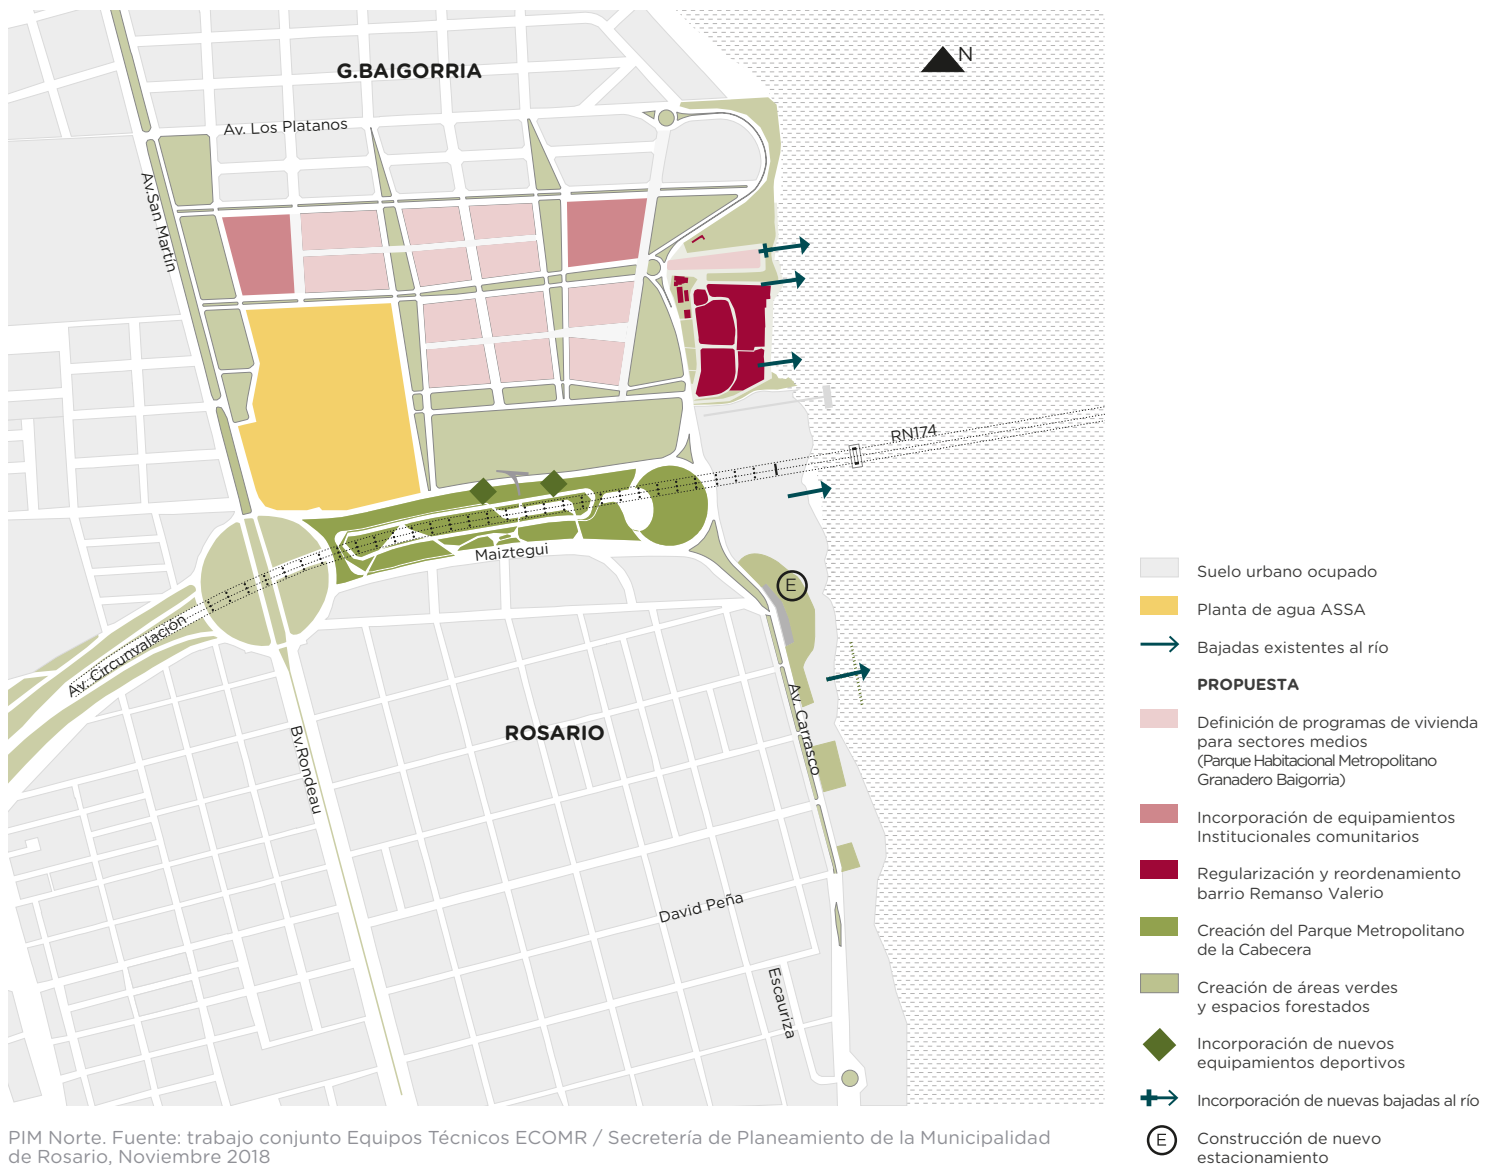 G.BAIGORRIA
N
Av. Los Platanos
Av.San Martín
RN174
Maiztegui
E
Av. Circunvalación
ROSARIO
Av. Carrasco
Bv.Rondeau
David Peña
Escauriza
Suelo urbano ocupado
Planta de agua ASSA
Bajadas existentes al río
PROPUESTA
Definición de programas de vivienda
para sectores medios
(Parque Habitacional Metropolitano
Granadero Baigorria)
Incorporación de equipamientos
Institucionales comunitarios
Regularización y reordenamiento
barrio Remanso Valerio
Creación del Parque Metropolitano
de la Cabecera
Creación de áreas verdes
y espacios forestados
Incorporación de nuevos
equipamientos deportivos
Incorporación de nuevas bajadas al río
E
Construcción de nuevo
estacionamiento
PIM Norte. Fuente: trabajo conjunto Equipos Técnicos ECOMR / Secretería de Planeamiento de la Municipalidad
de Rosario, Noviembre 2018